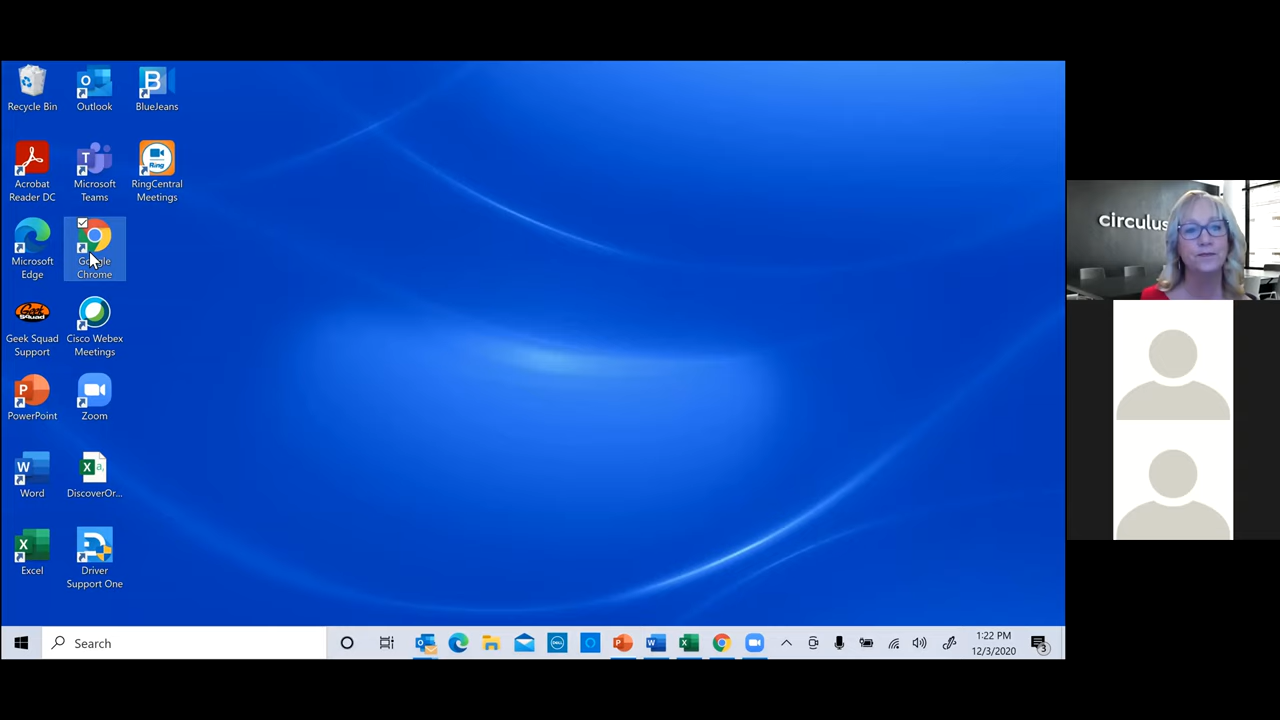 Recycle Bin
Outlook
BlueJeans
Acrobat
Reader DC
Microsoft
Teams
RingCentral
Meetings
Microsoft
Edge
Google
Chrome
Geek Squad
Support
Cisco Webex
Meetings
PowerPoint
Zoom
Word
DiscoverOr...
Excel
Driver
Support One
circulus
Search
1:22 PM
12/3/2020
3